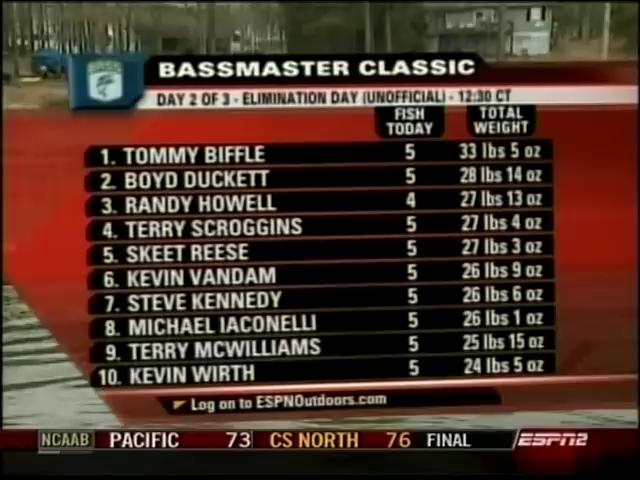 BASSMASTER CLASSIC
DAY 2 OF 3 - ELIMINATION DAY (UNOFFICIAL) - 12:30 CT
FISH TODAY TOTAL WEIGHT
1. TOMMY BIFFLE 5 33 lbs 5 oz
2. BOYD DUCKETT 5 28 lbs 14 oz
3. RANDY HOWELL 4 27 lbs 13 oz
4. TERRY SCROGGINS 5 27 lbs 4 oz
5. SKEET REESE 5 27 lbs 3 oz
6. KEVIN VANDAM 5 26 lbs 9 oz
7. STEVE KENNEDY 5 26 lbs 6 oz
8. MICHAEL IACONELLI 5 26 lbs 1 oz
9. TERRY MCWILLIAMS 5 25 lbs 15 oz
10. KEVIN WIRTH 5 24 lbs 5 oz
Log on to ESPNOutdoors.com
NCAAB PACIFIC 73 CS NORTH 76 FINAL ESPN2